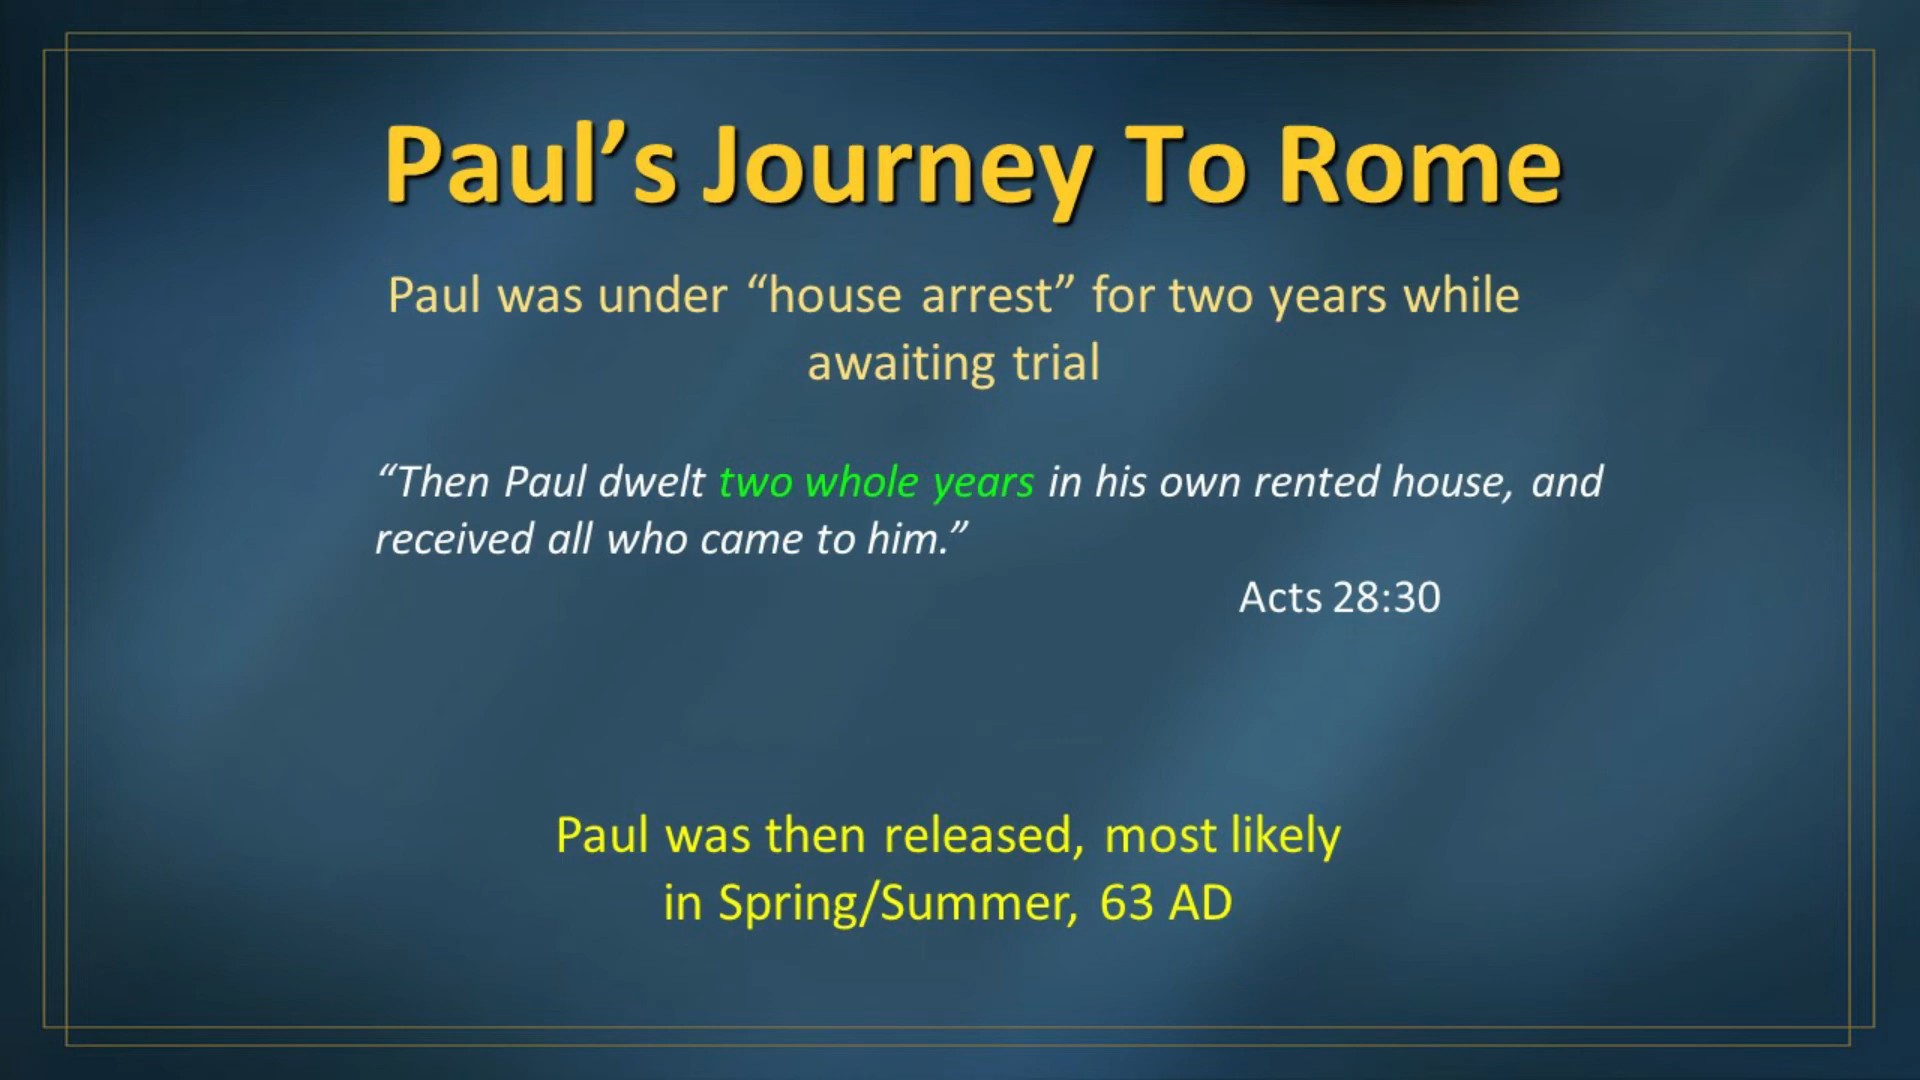 Paul’s Journey To Rome
Paul was under “house arrest” for two years while
awaiting trial
“Then Paul dwelt two whole years in his own rented house, and
received all who came to him.”
Acts 28:30
Paul was then released, most likely
in Spring/Summer, 63 AD